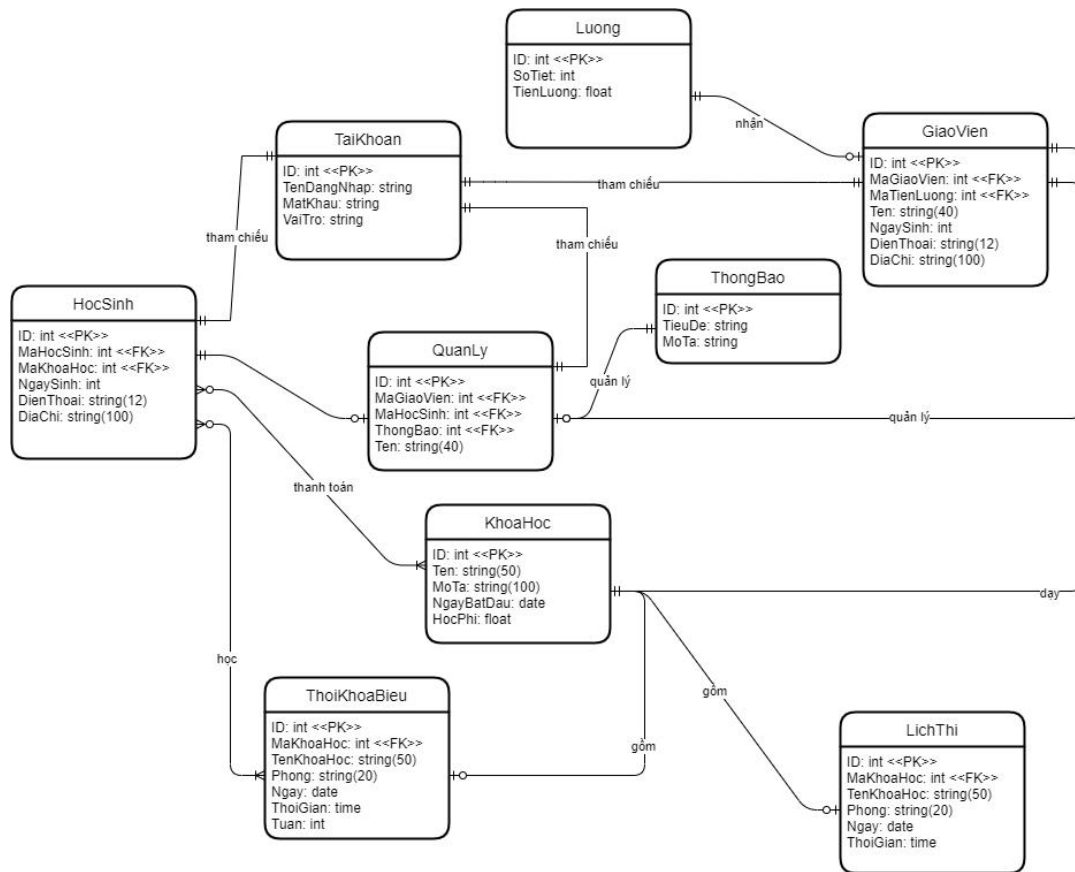 Luong
ID: int <<PK>>
SoTiet: int
TienLuong: float
nhận
GiaoVien
ID: int <<PK>>
MaGiaoVien: int <<FK>>
MaTienLuong: int <<FK>>
Ten: string(40)
NgaySinh: int
DienThoai: string(12)
DiaChi: string(100)
TaiKhoan
ID: int <<PK>>
TenDangNhap: string
MatKhau: string
VaiTro: string
tham chiếu
tham chiếu
tham chiếu
ThongBao
ID: int <<PK>>
TieuDe: string
MoTa: string
HocSinh
ID: int <<PK>>
MaHocSinh: int <<FK>>
MaKhoaHoc: int <<FK>>
NgaySinh: int
DienThoai: string(12)
DiaChi: string(100)
QuanLy
ID: int <<PK>>
MaGiaoVien: int <<FK>>
MaHocSinh: int <<FK>>
ThongBao: int <<FK>>
Ten: string(40)
quản lý
quản lý
thanh toán
KhoaHoc
ID: int <<PK>>
Ten: string(50)
MoTa: string(100)
NgayBatDau: date
HocPhi: float
dạy
học
gồm
gồm
ThoiKhoaBieu
ID: int <<PK>>
MaKhoaHoc: int <<FK>>
TenKhoaHoc: string(50)
Phong: string(20)
Ngay: date
ThoiGian: time
Tuan: int
LichThi
ID: int <<PK>>
MaKhoaHoc: int <<FK>>
TenKhoaHoc: string(50)
Phong: string(20)
Ngay: date
ThoiGian: time